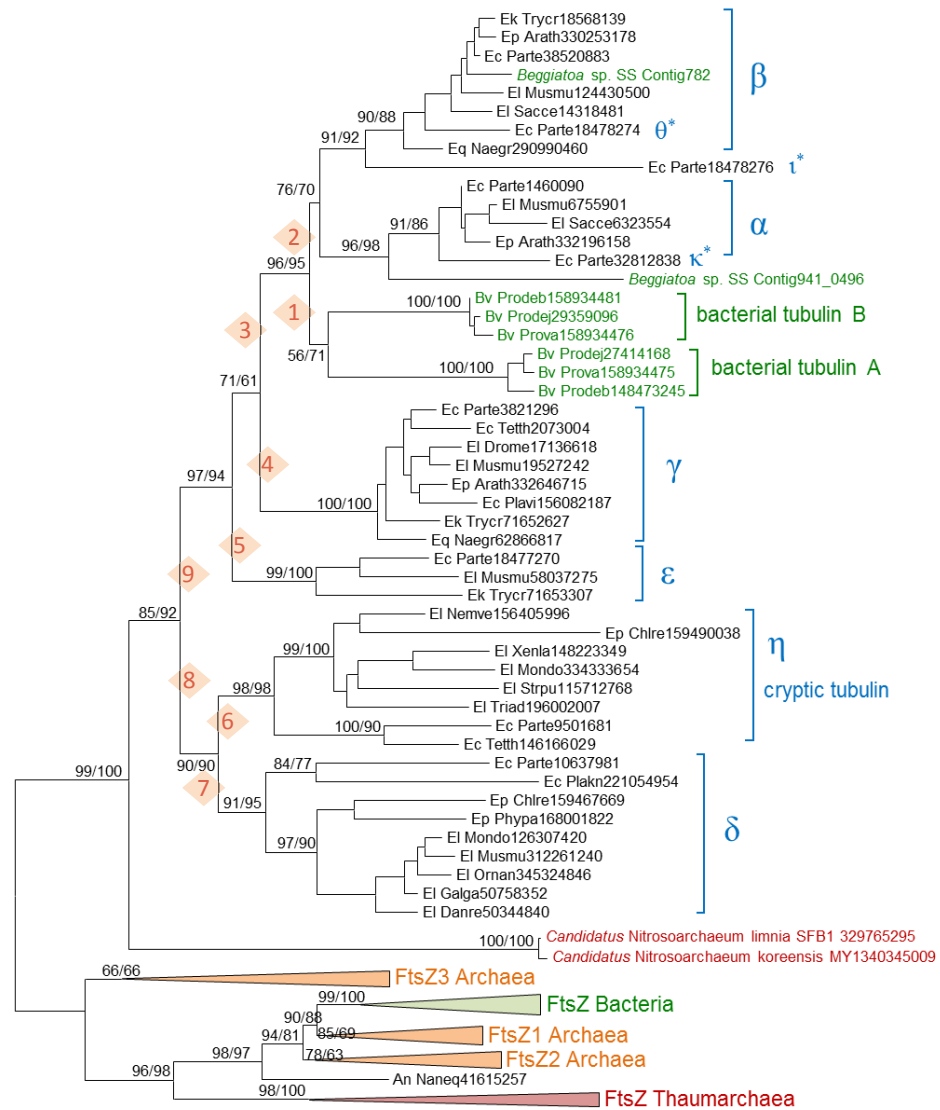 Ek Trycr18568139
Ep Arath330253178
Ec Parte38520883
Beggiatoa sp. SS Contig782
β
El Musmu124430500
El Sacce14318481
90/88
Ec Parte18478274 θ*
91/92
Eq Naegr290990460
Ec Parte18478276 ι*
76/70
Ec Parte1460090
El Musmu6755901
91/86
El Sacce6323554
α
2
96/98
Ep Arath332196158
Ec Parte32812838 κ*
96/95
Beggiatoa sp. SS Contig941_0496
100/100
Bv Prodeb158934481
1
Bv Prodej29359096
bacterial tubulin B
3
Bv Prova158934476
56/71
Bv Prodej27414168
100/100
Bv Prova158934475
bacterial tubulin A
71/61
Bv Prodeb148473245
Ec Parte3821296
Ec Tetth2073004
El Drome17136618
4
El Musmu19527242
γ
97/94
Ep Arath332646715
100/100
Ec Plavi156082187
Ek Trycr71652627
5
Eq Naegr62866817
Ec Parte18477270
9
99/100
El Musmu58037275
ε
Ek Trycr71653307
85/92
El Nemve156405996
Ep Chlre159490038
99/100
El Xenla148223349
η
98/98
El Mondo334333654
8
El Strpu115712768
cryptic tubulin
El Triad196002007
6
100/90
Ec Parte9501681
Ec Tetth146166029
99/100
90/90
84/77
Ec Parte10637981
7
Ec Plakn221054954
91/95
Ep Chlre159467669
Ep Phypa168001822
97/90
El Mondo126307420
δ
El Musmu312261240
El Ornan345324846
El Galga50758352
El Danre50344840
100/100
Candidatus Nitrosoarchaeum limnia SFB1 329765295
Candidatus Nitrosoarchaeum koreensis MY1340345009
66/66
FtsZ3 Archaea
99/100
FtsZ Bacteria
90/88
85/69
FtsZ1 Archaea
94/81
78/63
FtsZ2 Archaea
98/97
An Naneq41615257
96/98
98/100
FtsZ Thaumarchaea